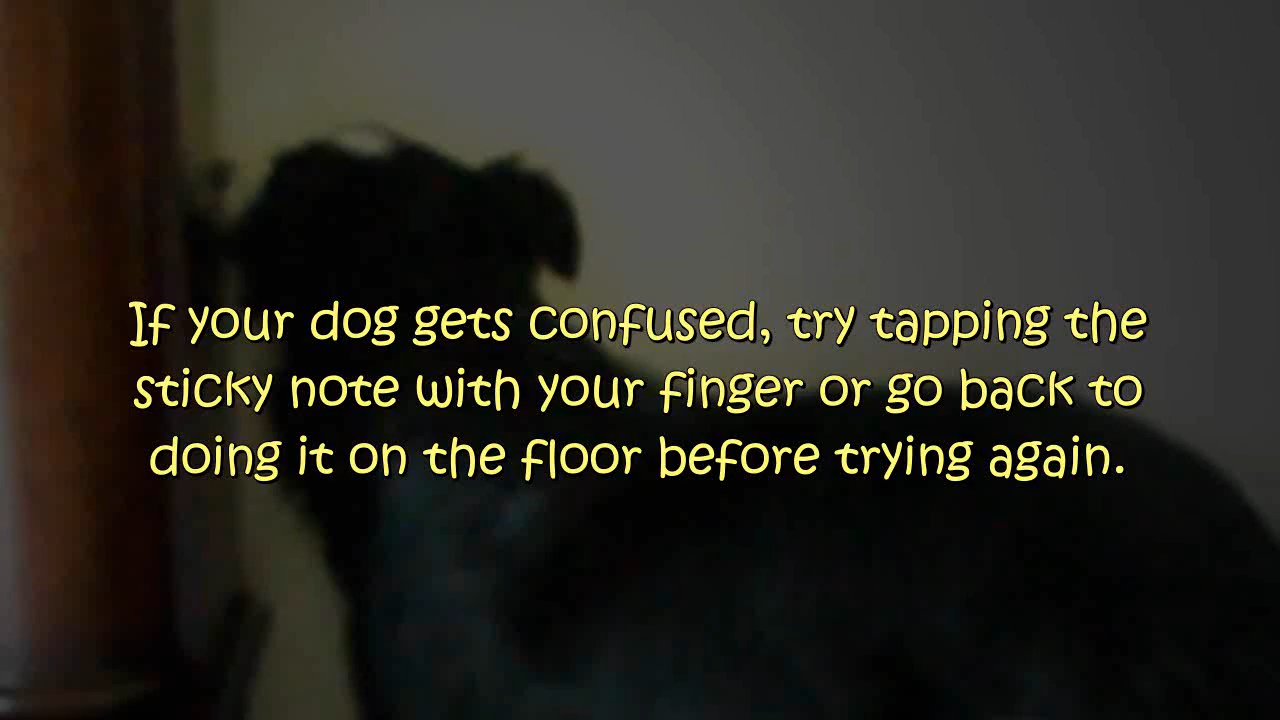 If your dog gets confused, try tapping the
sticky note with your finger or go back to
doing it on the floor before trying again.